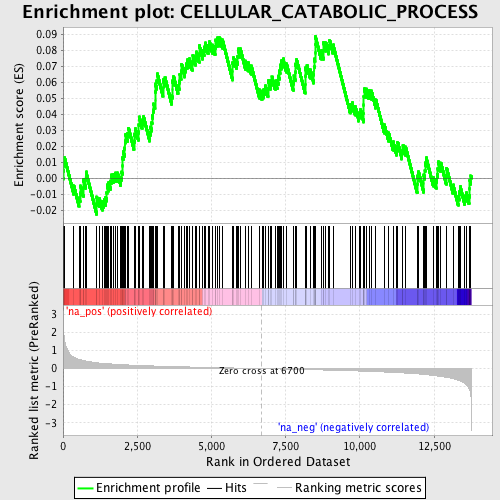 Enrichment plot: CELLULAR_CATABOLIC_PROCESS
Enrichment score (ES)
0.09
0.08
0.07
0.06
0.05
0.04
0.03
0.02
0.01
0.00
-0.01
-0.02
'na_pos' (positively correlated)
Ranked list metric (PreRanked)
3
2
1
0
-1
-2
-3
Zero cross at 6700
'na_neg' (negatively correlated)
0
2,500
5,000
7,500
10,000
12,500
Rank in Ordered Dataset
Enrichment profile
Hits
Ranking metric scores